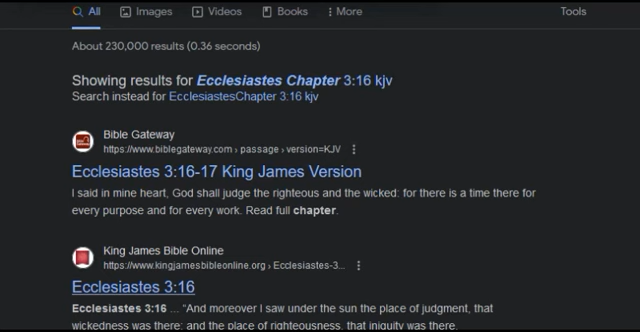 All Images Videos Books More Tools
About 230,000 results (0.36 seconds)
Showing results for Ecclesiastes Chapter 3:16 kjv
Search instead for EcclesiastesChapter 3:16 kjv
Bible Gateway
https://www.biblegateway.com › passage › version=KJV
Ecclesiastes 3:16-17 King James Version
I said in mine heart, God shall judge the righteous and the wicked: for there is a time there for
every purpose and for every work. Read full chapter.
King James Bible Online
https://www.kingjamesbibleonline.org › Ecclesiastes-3...
Ecclesiastes 3:16
Ecclesiastes 3:16 ... "And moreover I saw under the sun the place of judgment, that
wickedness was there; and the place of righteousness, that iniquity was there.